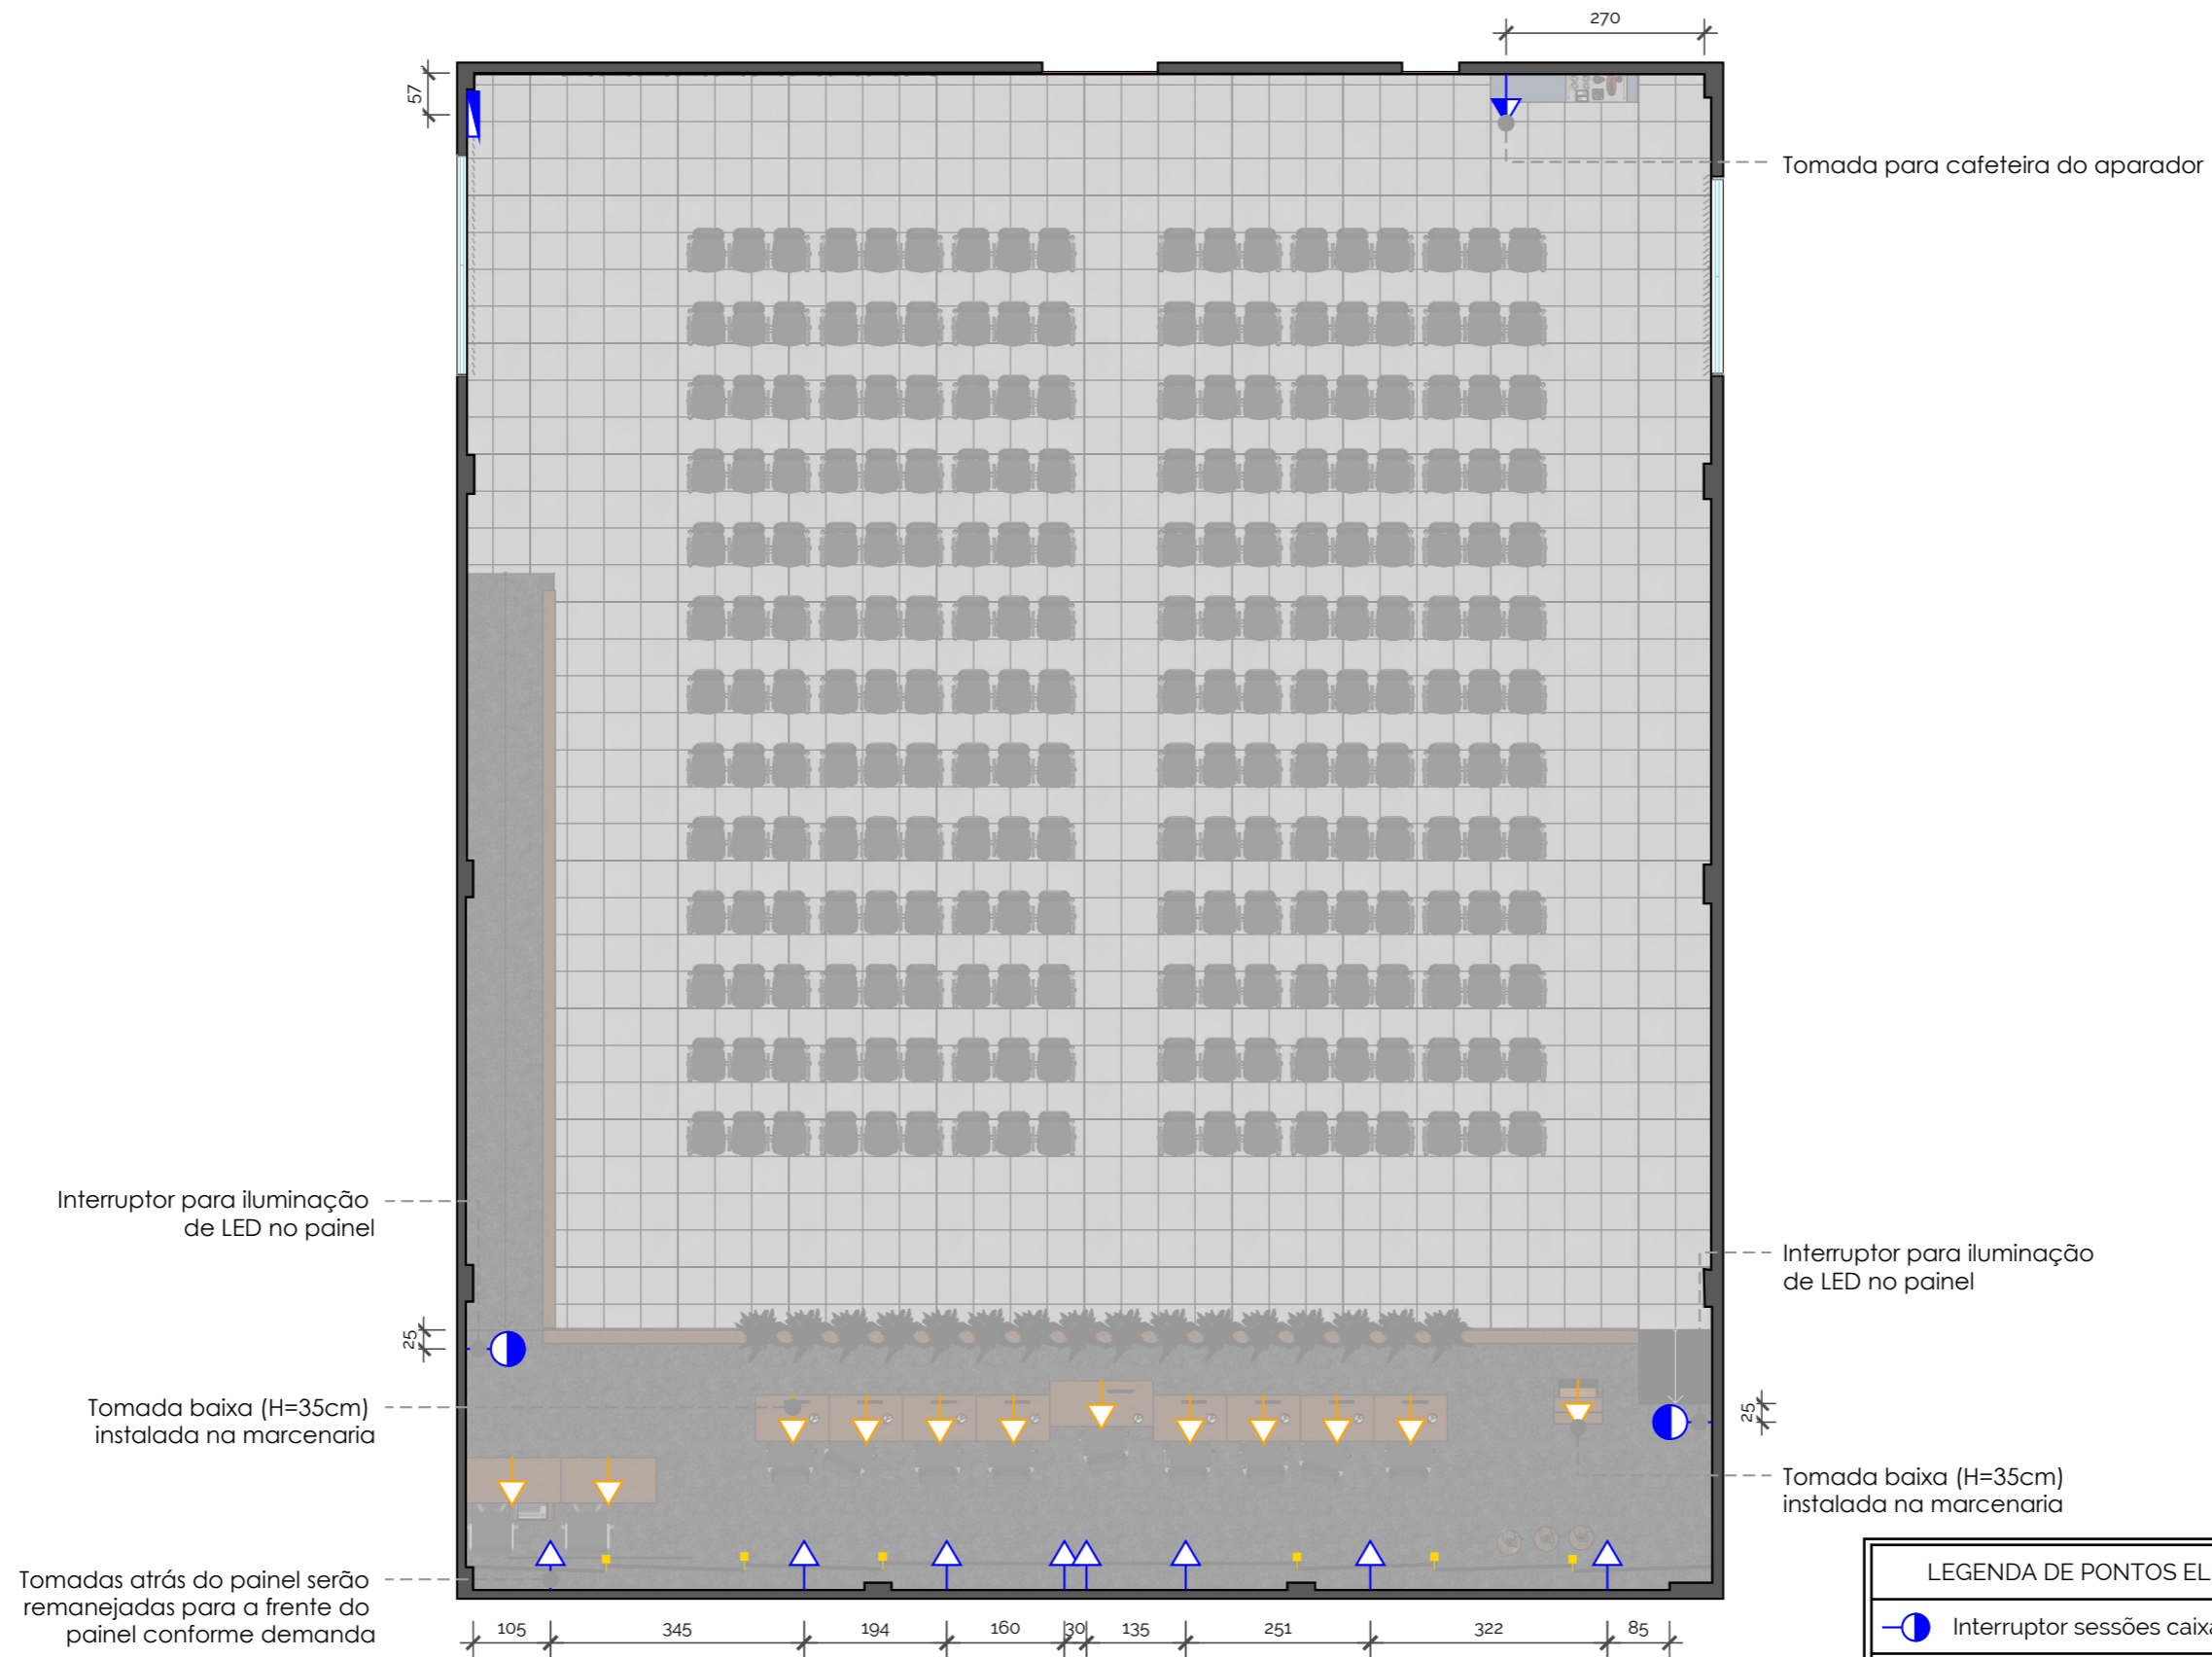 270
57
Tomada para cafeteira do aparador
Interruptor para iluminação
de LED no painel
Interruptor para iluminação
de LED no painel
25
Tomada baixa (H=35cm)
instalada na marcenaria
25
Tomada baixa (H=35cm)
instalada na marcenaria
Tomadas atrás do painel serão
remanejadas para a frente do
painel conforme demanda
LEGENDA DE PONTOS EL
Interruptor sessões caixa
105 345 194 160 30 135 251 322 85